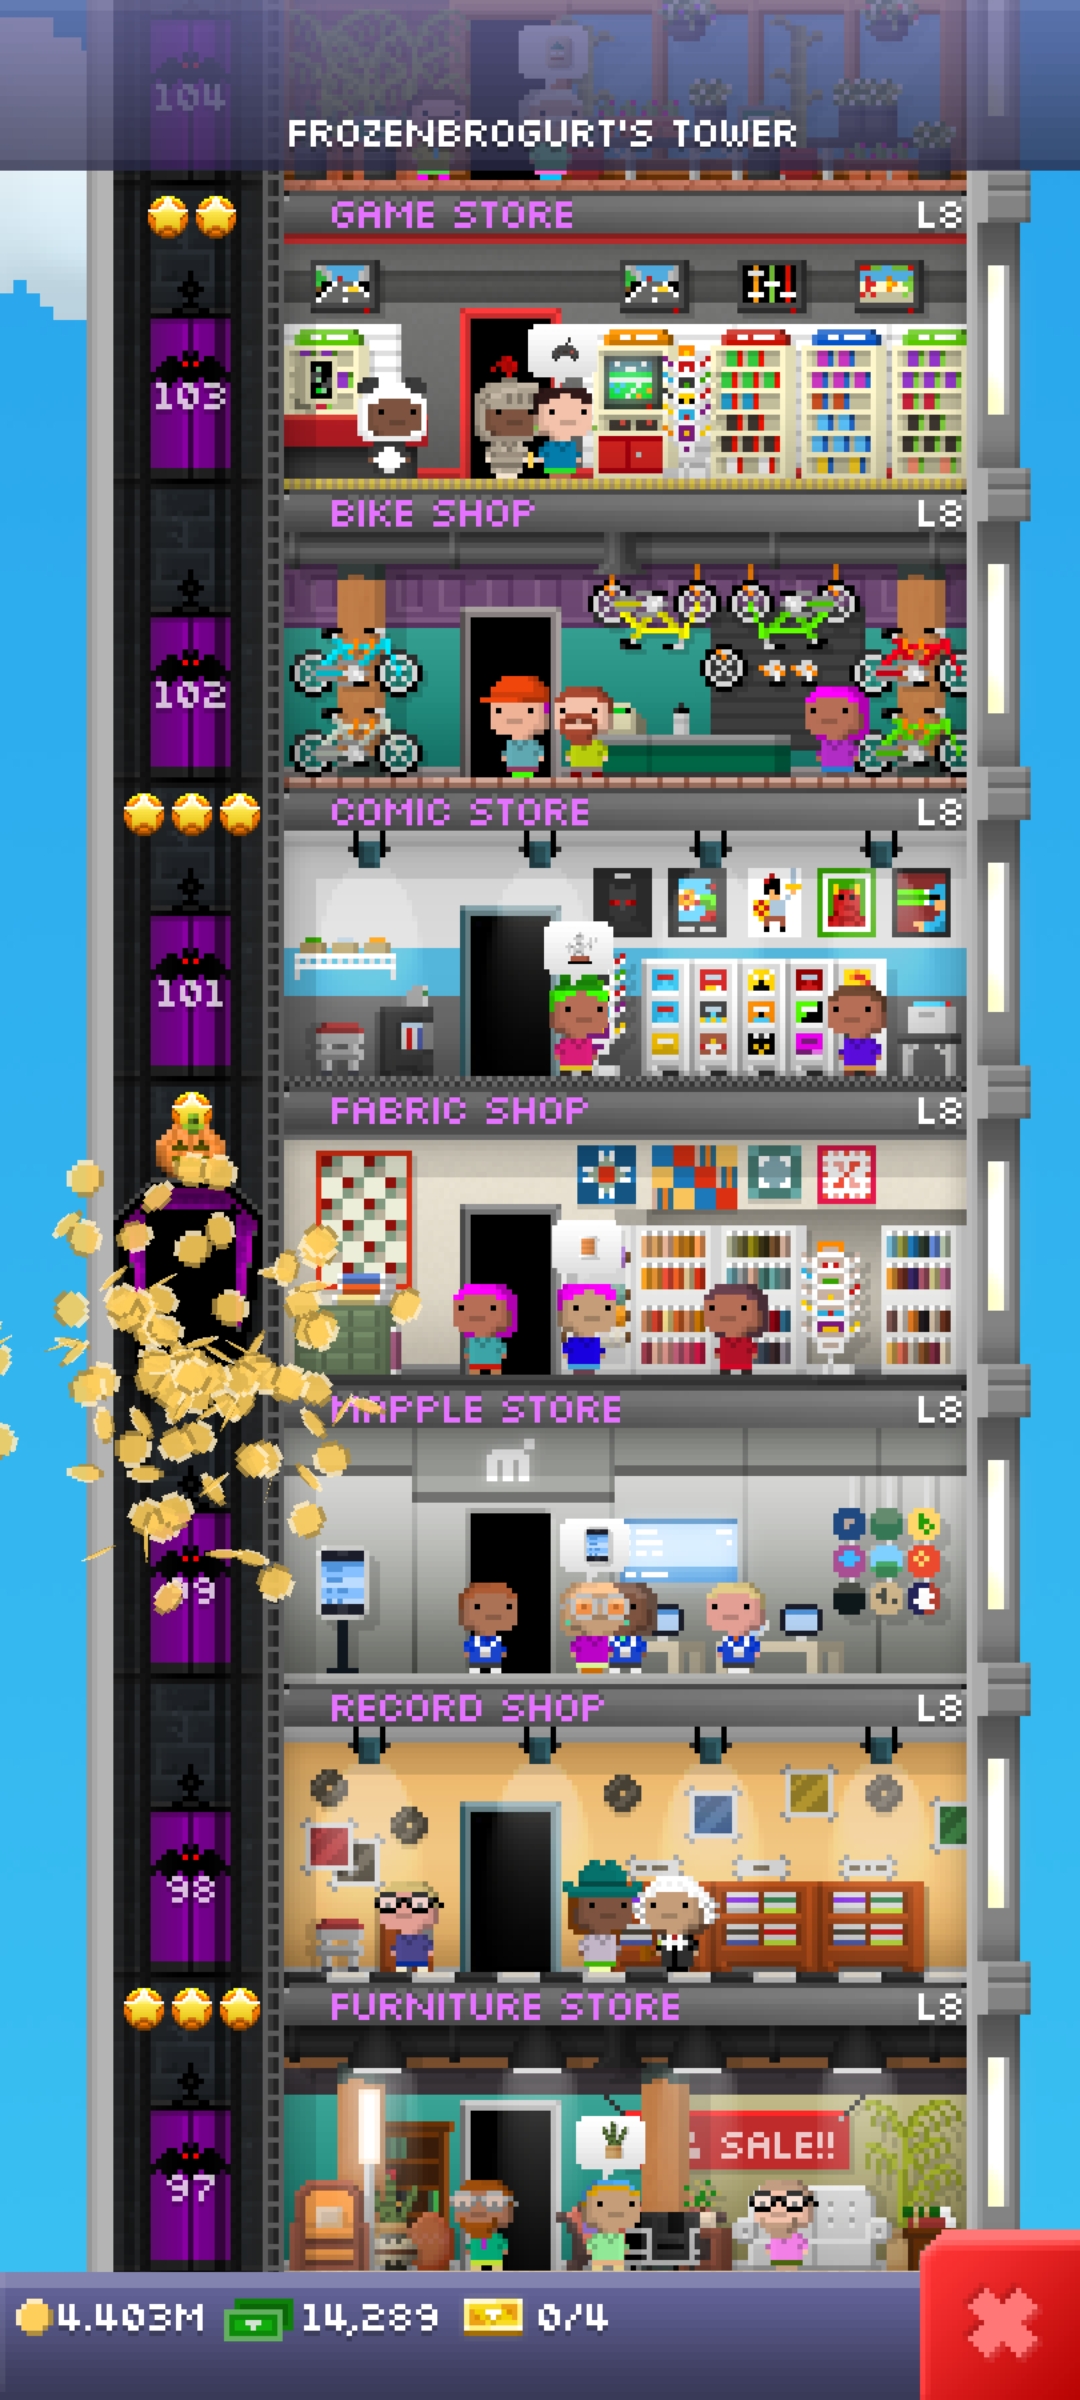 104
FROZENBROGURT'S TOWER
GAME STORE L8
103
BIKE SHOP L8
102
COMIC STORE L8
101
FABRIC SHOP L8
MAPPLE STORE L8
m
99
RECORD SHOP L8
98
FURNITURE STORE L8
SALE!!
97
4.403M 14,289 0/4